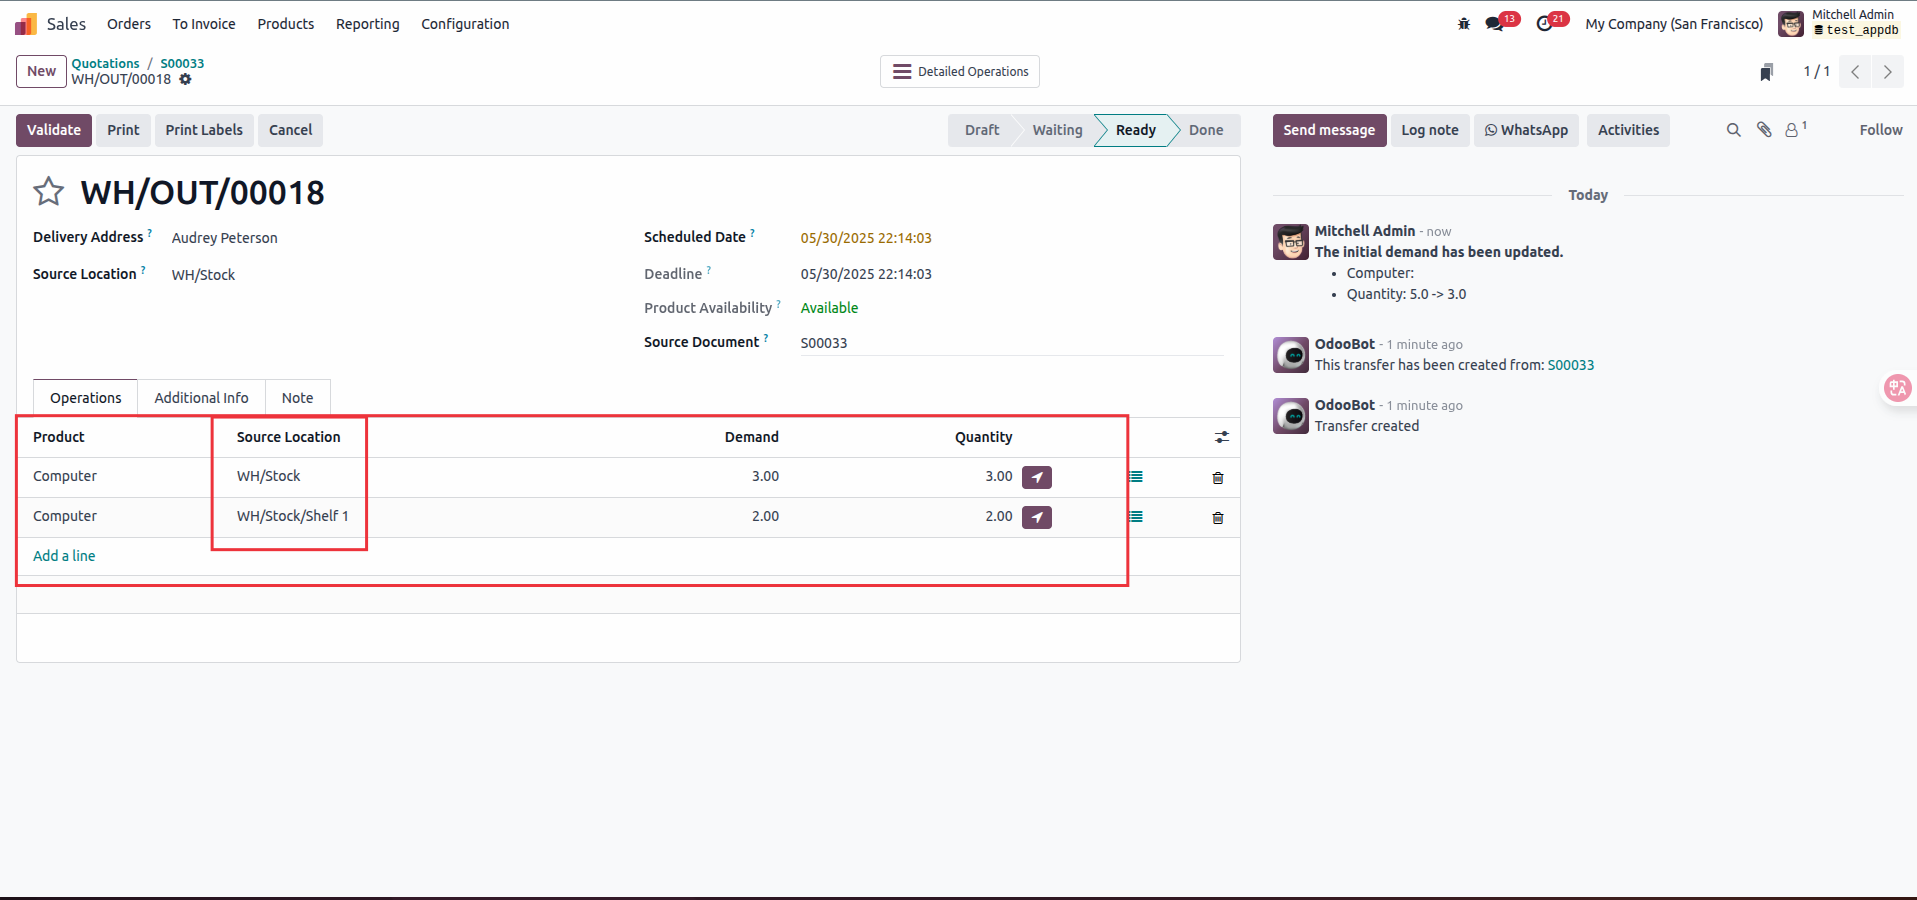 Sales Orders To Invoice Products Reporting Configuration 13 21 My Company (San Francisco) Mitchell Admin
test_appdb
New Quotations / S00033 Detailed Operations 1 / 1
WH/OUT/00018
Validate Print Print Labels Cancel Draft Waiting Ready Done Send message Log note WhatsApp Activities 1 Follow
WH/OUT/00018
Delivery Address ? Audrey Peterson
Source Location ? WH/Stock
Scheduled Date ? 05/30/2025 22:14:03
Deadline ? 05/30/2025 22:14:03
Product Availability ? Available
Source Document ? S00033
Operations Additional Info Note
Product Source Location Demand Quantity
Computer WH/Stock 3.00 3.00
Computer WH/Stock/Shelf 1 2.00 2.00
Add a line
Today
Mitchell Admin - now
The initial demand has been updated.
• Computer:
• Quantity: 5.0 -> 3.0
OdooBot - 1 minute ago
This transfer has been created from: S00033
OdooBot - 1 minute ago
Transfer created
中A